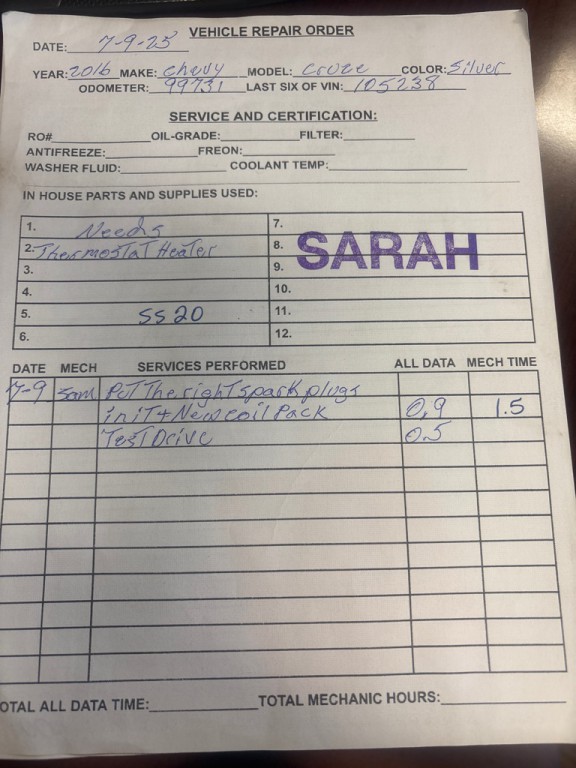 VEHICLE REPAIR ORDER
DATE: 7-9-25
YEAR: 2016 MAKE: Chevy MODEL: Cruze COLOR: Silver
ODOMETER: 99731 LAST SIX OF VIN: 105238
SERVICE AND CERTIFICATION:
RO# OIL-GRADE: FILTER:
ANTIFREEZE: FREON:
WASHER FLUID: COOLANT TEMP:
IN HOUSE PARTS AND SUPPLIES USED:
1. Needs 7.
2. Thermostat Heater 8.
SARAH
3. 9.
4. 10.
5. SS20 11.
6. 12.
DATE MECH SERVICES PERFORMED ALL DATA MECH TIME
7-9 Sam Put The right spark plugs
in iT + New coil Pack 0.9 1.5
Test Drive 0.5
OTAL ALL DATA TIME: TOTAL MECHANIC HOURS: